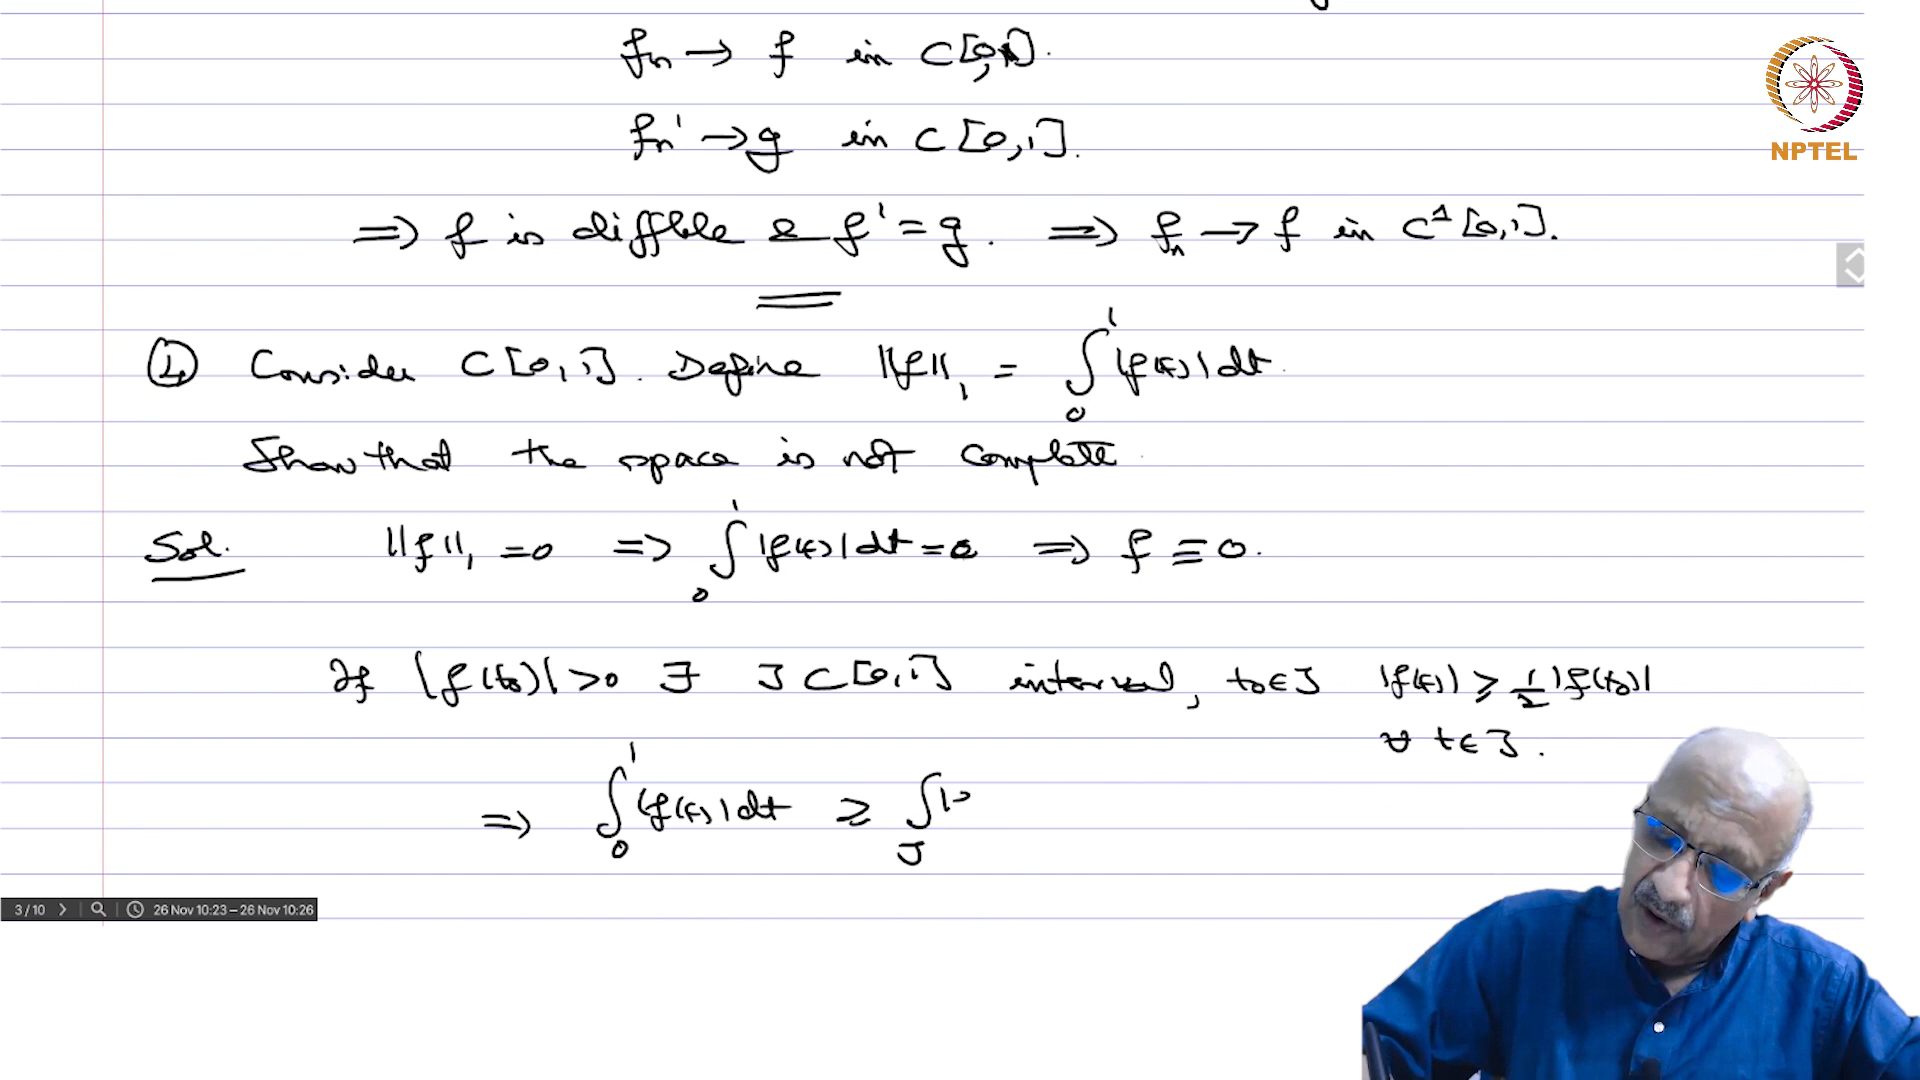 fn → f in C[0,1].
NPTEL
fn' → g in C[0,1].
⇒ f is diffble & f' = g. ⇒ fn → f in C¹[0,1].
Consider C[0,1]. Define ||f||₁ = ∫₀¹ |f(t)| dt.
Show that the space is not complete.
Sol. ||f||₁ = 0 ⇒ ∫₀¹ |f(t)| dt = 0 ⇒ f ≡ 0.
If |f(t₀)| > 0 ∃ J ⊂ [0,1] interval, t₀ ∈ J |f(t)| ≥ ½ |f(t₀)|
∀ t ∈ J.
⇒ ∫₀¹ |f(t)| dt ≥ ∫_J
3 / 10 26 Nov 10:23 – 26 Nov 10:26